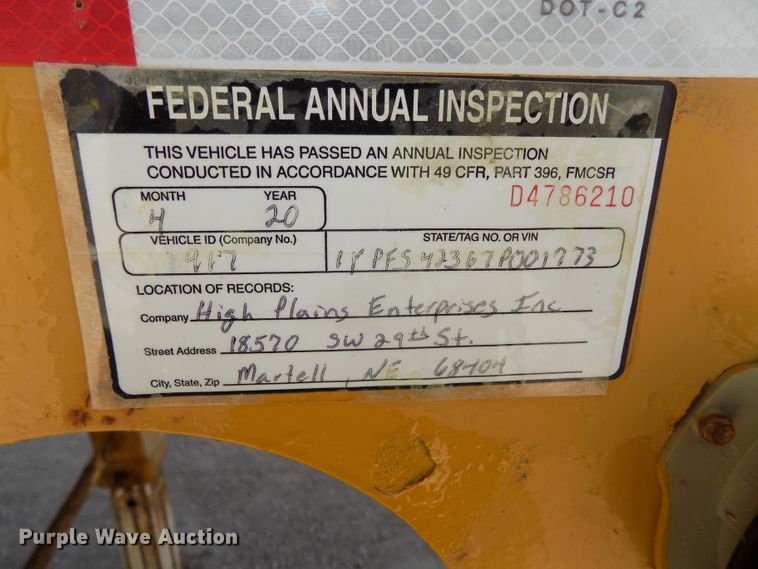 DOT-C2
FEDERAL ANNUAL INSPECTION
THIS VEHICLE HAS PASSED AN ANNUAL INSPECTION
CONDUCTED IN ACCORDANCE WITH 49 CFR, PART 396, FMCSR
D4786210
MONTH YEAR
4 20
VEHICLE ID (Company No.) STATE/TAG NO. OR VIN
917 1YPFS42367P001773
LOCATION OF RECORDS:
Company High Plains Enterprises Inc
Street Address 18570 SW 29th St.
City, State, Zip Martell, NE 68404
Purple Wave Auction